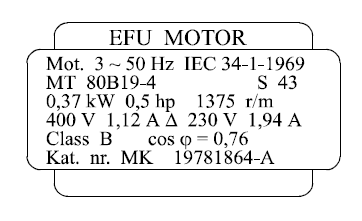 EFU MOTOR
Mot. 3 ~ 50 Hz IEC 34-1-1969
MT 80B19-4 S 43
0,37 kW 0,5 hp 1375 r/m
400 V 1,12 A Δ 230 V 1,94 A
Class B cos φ = 0,76
Kat. nr. MK 19781864-A